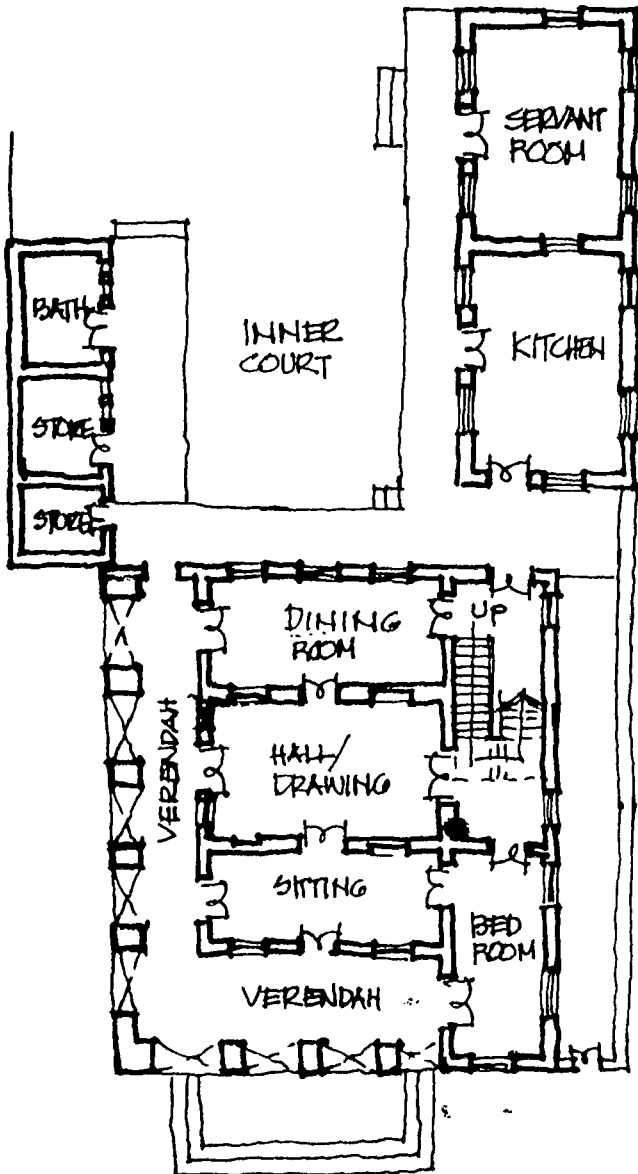 SERVANT
ROOM
BATH
INNER
COURT
KITCHEN
STORE
STORE
UP
DINING
ROOM
VERENDAH
HALL/
DRAWING
SITTING
BED
ROOM
VERENDAH